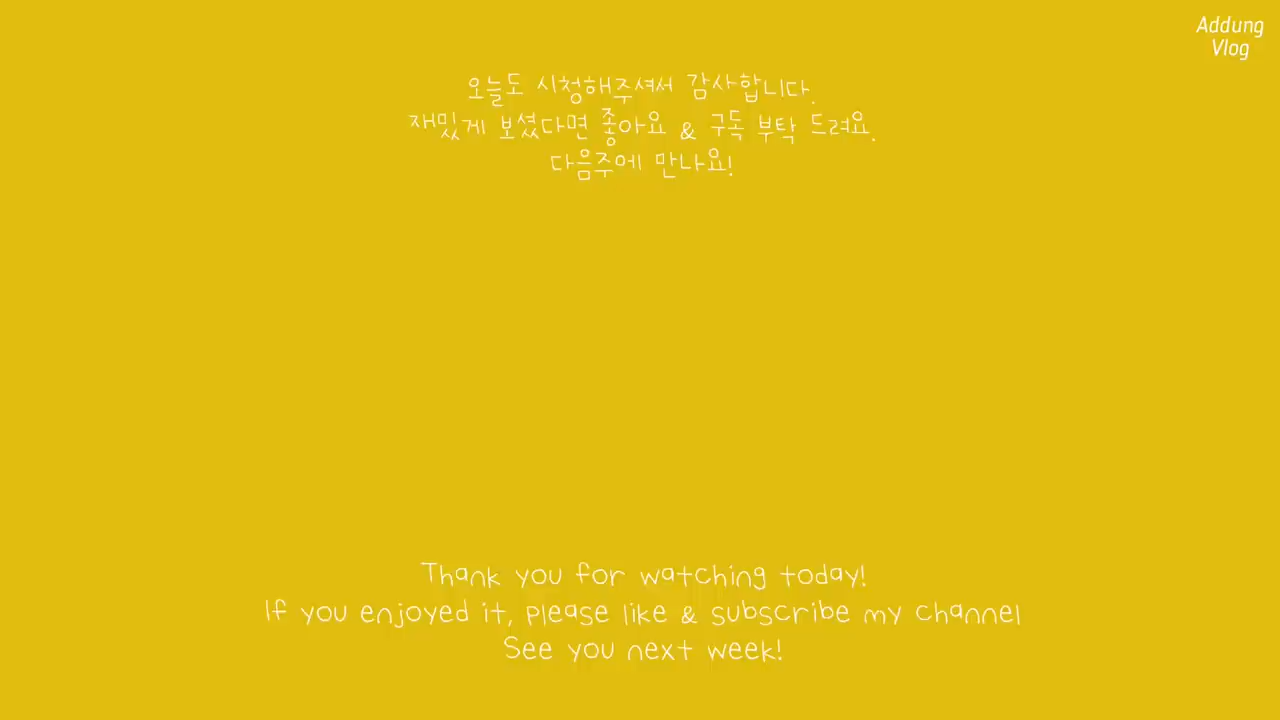 Addung
Vlog
오늘도 시청해주셔서 감사합니다.
재밌게 보셨다면 좋아요 & 구독 부탁 드려요.
다음주에 만나요!
Thank you for watching today!
If you enjoyed it, please like & subscribe my channel
See you next week!